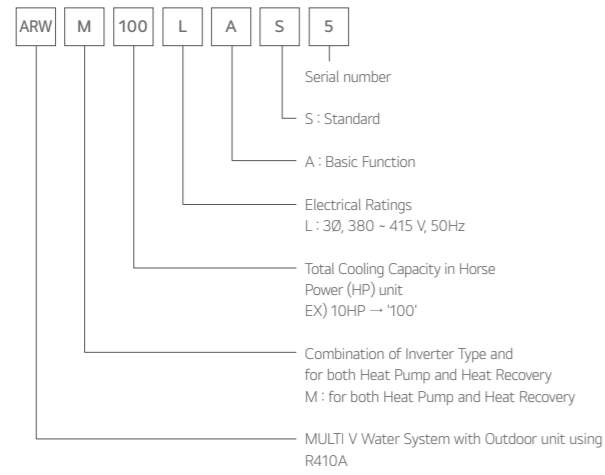 ARW M 100 L A S 5
Serial number
S : Standard
A : Basic Function
Electrical Ratings
L : 3Ø, 380 ~ 415 V, 50Hz
Total Cooling Capacity in Horse
Power (HP) unit
EX) 10HP → '100'
Combination of Inverter Type and
for both Heat Pump and Heat Recovery
M : for both Heat Pump and Heat Recovery
MULTI V Water System with Outdoor unit using
R410A